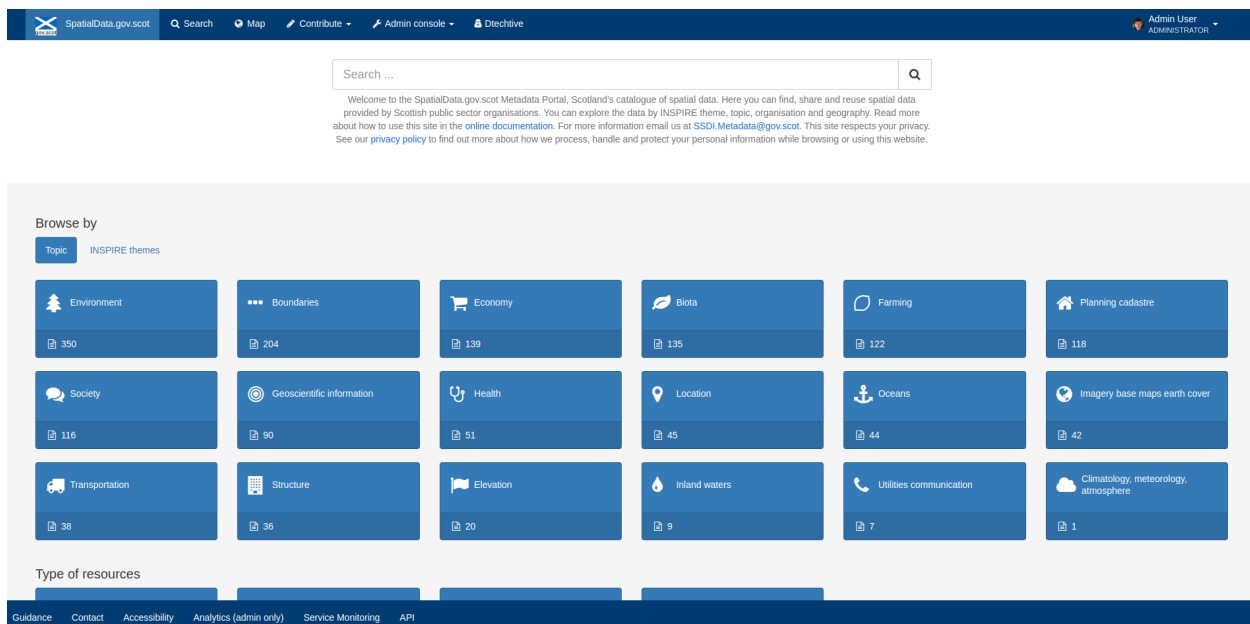 gov.scot
SpatialData.gov.scot
Search
Map
Contribute
Admin console
Dtechtive
Admin User
ADMINISTRATOR
Search ...
Welcome to the SpatialData.gov.scot Metadata Portal, Scotland's catalogue of spatial data. Here you can find, share and reuse spatial data
provided by Scottish public sector organisations. You can explore the data by INSPIRE theme, topic, organisation and geography. Read more
about how to use this site in the online documentation. For more information email us at SSDI.Metadata@gov.scot. This site respects your privacy.
See our privacy policy to find out more about how we process, handle and protect your personal information while browsing or using this website.
Browse by
Topic
INSPIRE themes
Environment
350
Boundaries
204
Economy
139
Biota
135
Farming
122
Planning cadastre
118
Society
116
Geoscientific information
90
Health
51
Location
45
Oceans
44
Imagery base maps earth cover
42
Transportation
38
Structure
36
Elevation
20
Inland waters
9
Utilities communication
7
Climatology, meteorology,
atmosphere
1
Type of resources
Guidance
Contact
Accessibility
Analytics (admin only)
Service Monitoring
API